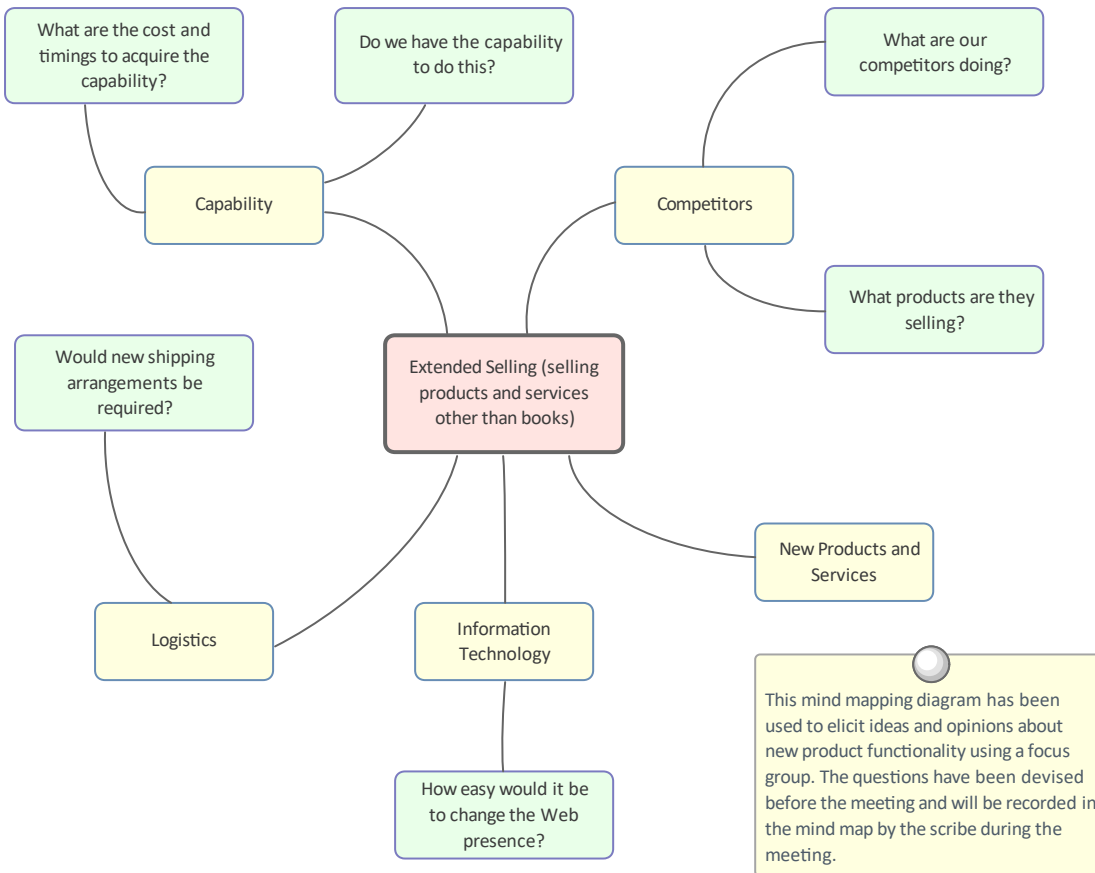 What are the cost and
timings to acquire the
capability?
Do we have the capability
to do this?
What are our
competitors doing?
Capability
Competitors
What products are they
selling?
Would new shipping
arrangements be
required?
Extended Selling (selling
products and services
other than books)
New Products and
Services
Logistics
Information
Technology
How easy would it be
to change the Web
presence?
This mind mapping diagram has been
used to elicit ideas and opinions about
new product functionality using a focus
group. The questions have been devised
before the meeting and will be recorded in
the mind map by the scribe during the
meeting.